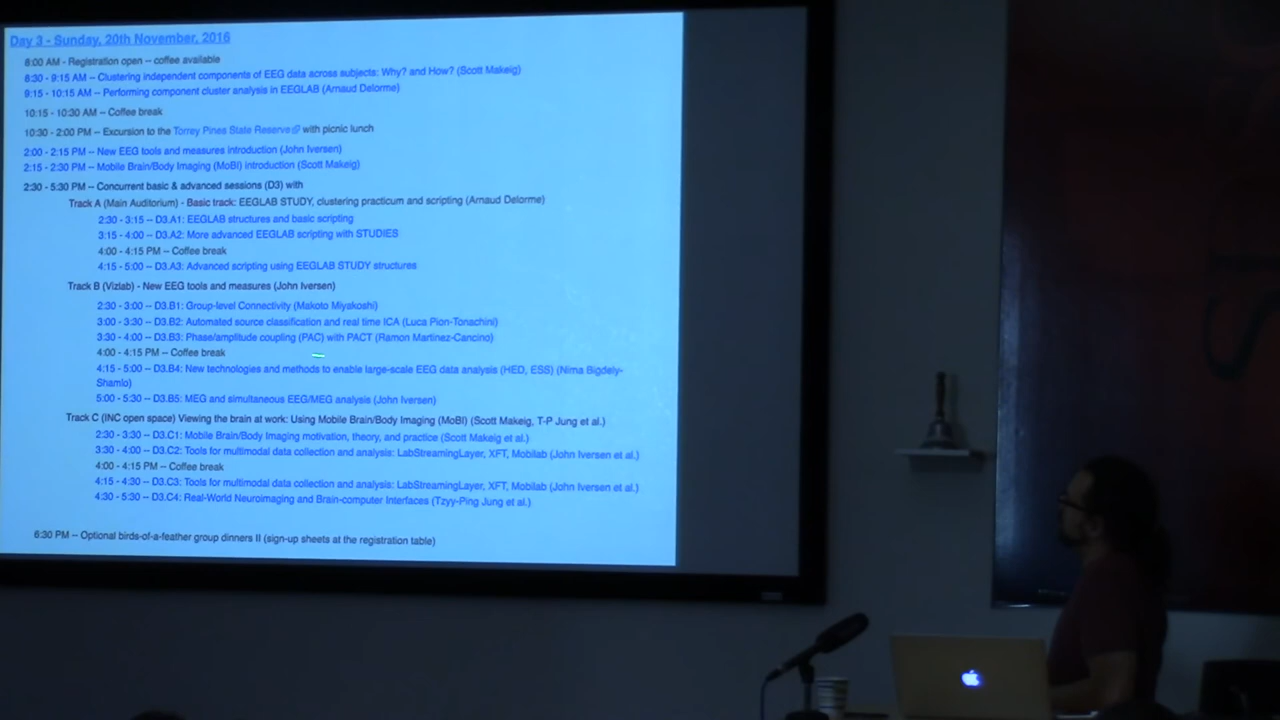 Day 3 - Sunday, 20th November, 2016
8:00 AM - Registration open -- coffee available
8:30 - 9:15 AM -- Clustering independent components of EEG data across subjects: Why? and How? (Scott Makeig)
9:15 - 10:15 AM -- Performing component cluster analysis in EEGLAB (Arnaud Delorme)
10:15 - 10:30 AM -- Coffee break
10:30 - 2:00 PM -- Excursion to the Torrey Pines State Reserve with picnic lunch
2:00 - 2:15 PM -- New EEG tools and measures introduction (John Iversen)
2:15 - 2:30 PM -- Mobile Brain/Body Imaging (MoBI) introduction (Scott Makeig)
2:30 - 5:30 PM -- Concurrent basic & advanced sessions (D3) with
Track A (Main Auditorium) - Basic track: EEGLAB STUDY, clustering practicum and scripting (Arnaud Delorme)
2:30 - 3:15 -- D3.A1: EEGLAB structures and basic scripting
3:15 - 4:00 -- D3.A2: More advanced EEGLAB scripting with STUDIES
4:00 - 4:15 PM -- Coffee break
4:15 - 5:00 -- D3.A3: Advanced scripting using EEGLAB STUDY structures
Track B (Vizlab) - New EEG tools and measures (John Iversen)
2:30 - 3:00 -- D3.B1: Group-level Connectivity (Makoto Miyakoshi)
3:00 - 3:30 -- D3.B2: Automated source classification and real time ICA (Luca Pion-Tonachini)
3:30 - 4:00 -- D3.B3: Phase/amplitude coupling (PAC) with PACT (Ramon Martinez-Cancino)
4:00 - 4:15 PM -- Coffee break
4:15 - 5:00 -- D3.B4: New technologies and methods to enable large-scale EEG data analysis (HED, ESS) (Nima Bigdely-
Shamlo)
5:00 - 5:30 -- D3.B5: MEG and simultaneous EEG/MEG analysis (John Iversen)
Track C (INC open space) Viewing the brain at work: Using Mobile Brain/Body Imaging (MoBI) (Scott Makeig, T-P Jung et al.)
2:30 - 3:30 -- D3.C1: Mobile Brain/Body Imaging motivation, theory, and practice (Scott Makeig et al.)
3:30 - 4:00 -- D3.C2: Tools for multimodal data collection and analysis: LabStreamingLayer, XFT, Mobilab (John Iversen et al.)
4:00 - 4:15 PM -- Coffee break
4:15 - 4:30 -- D3.C3: Tools for multimodal data collection and analysis: LabStreamingLayer, XFT, Mobilab (John Iversen et al.)
4:30 - 5:30 -- D3.C4: Real-World Neuroimaging and Brain-computer Interfaces (Tzyy-Ping Jung et al.)
6:30 PM -- Optional birds-of-a-feather group dinners II (sign-up sheets at the registration table)